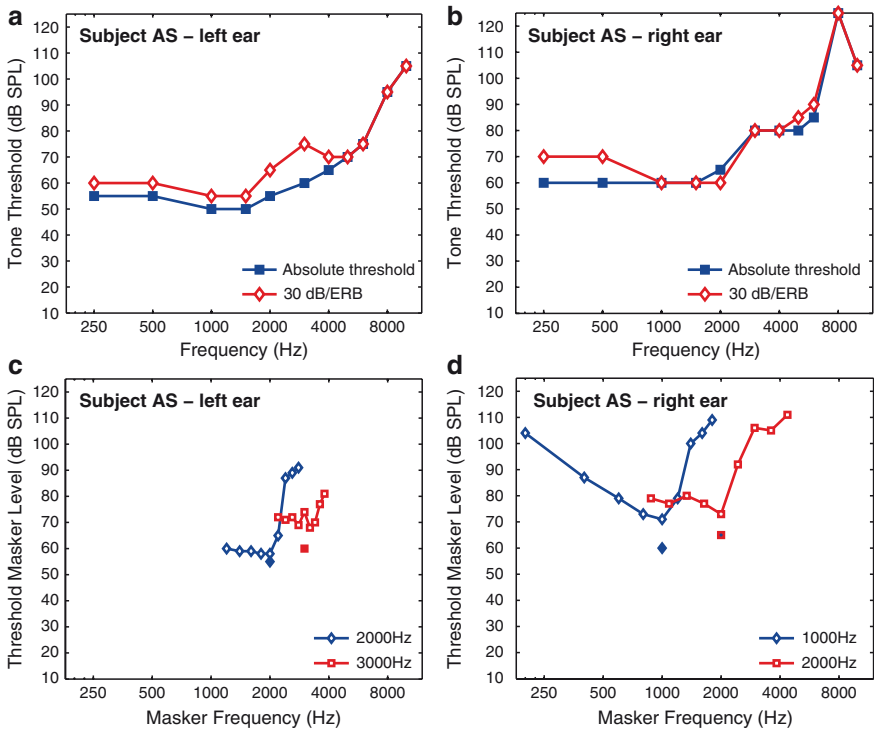 a
Subject AS – left ear
Tone Threshold (dB SPL)
120
110
100
90
80
70
60
50
40
30
20
10
Absolute threshold
30 dB/ERB
250 500 1000 2000 4000 8000
Frequency (Hz)
b
Subject AS – right ear
Tone Threshold (dB SPL)
120
110
100
90
80
70
60
50
40
30
20
10
Absolute threshold
30 dB/ERB
250 500 1000 2000 4000 8000
Frequency (Hz)
c
Subject AS – left ear
Threshold Masker Level (dB SPL)
120
110
100
90
80
70
60
50
40
30
20
10
2000Hz
3000Hz
250 500 1000 2000 4000 8000
Masker Frequency (Hz)
d
Subject AS – right ear
Threshold Masker Level (dB SPL)
120
110
100
90
80
70
60
50
40
30
20
10
1000Hz
2000Hz
250 500 1000 2000 4000 8000
Masker Frequency (Hz)